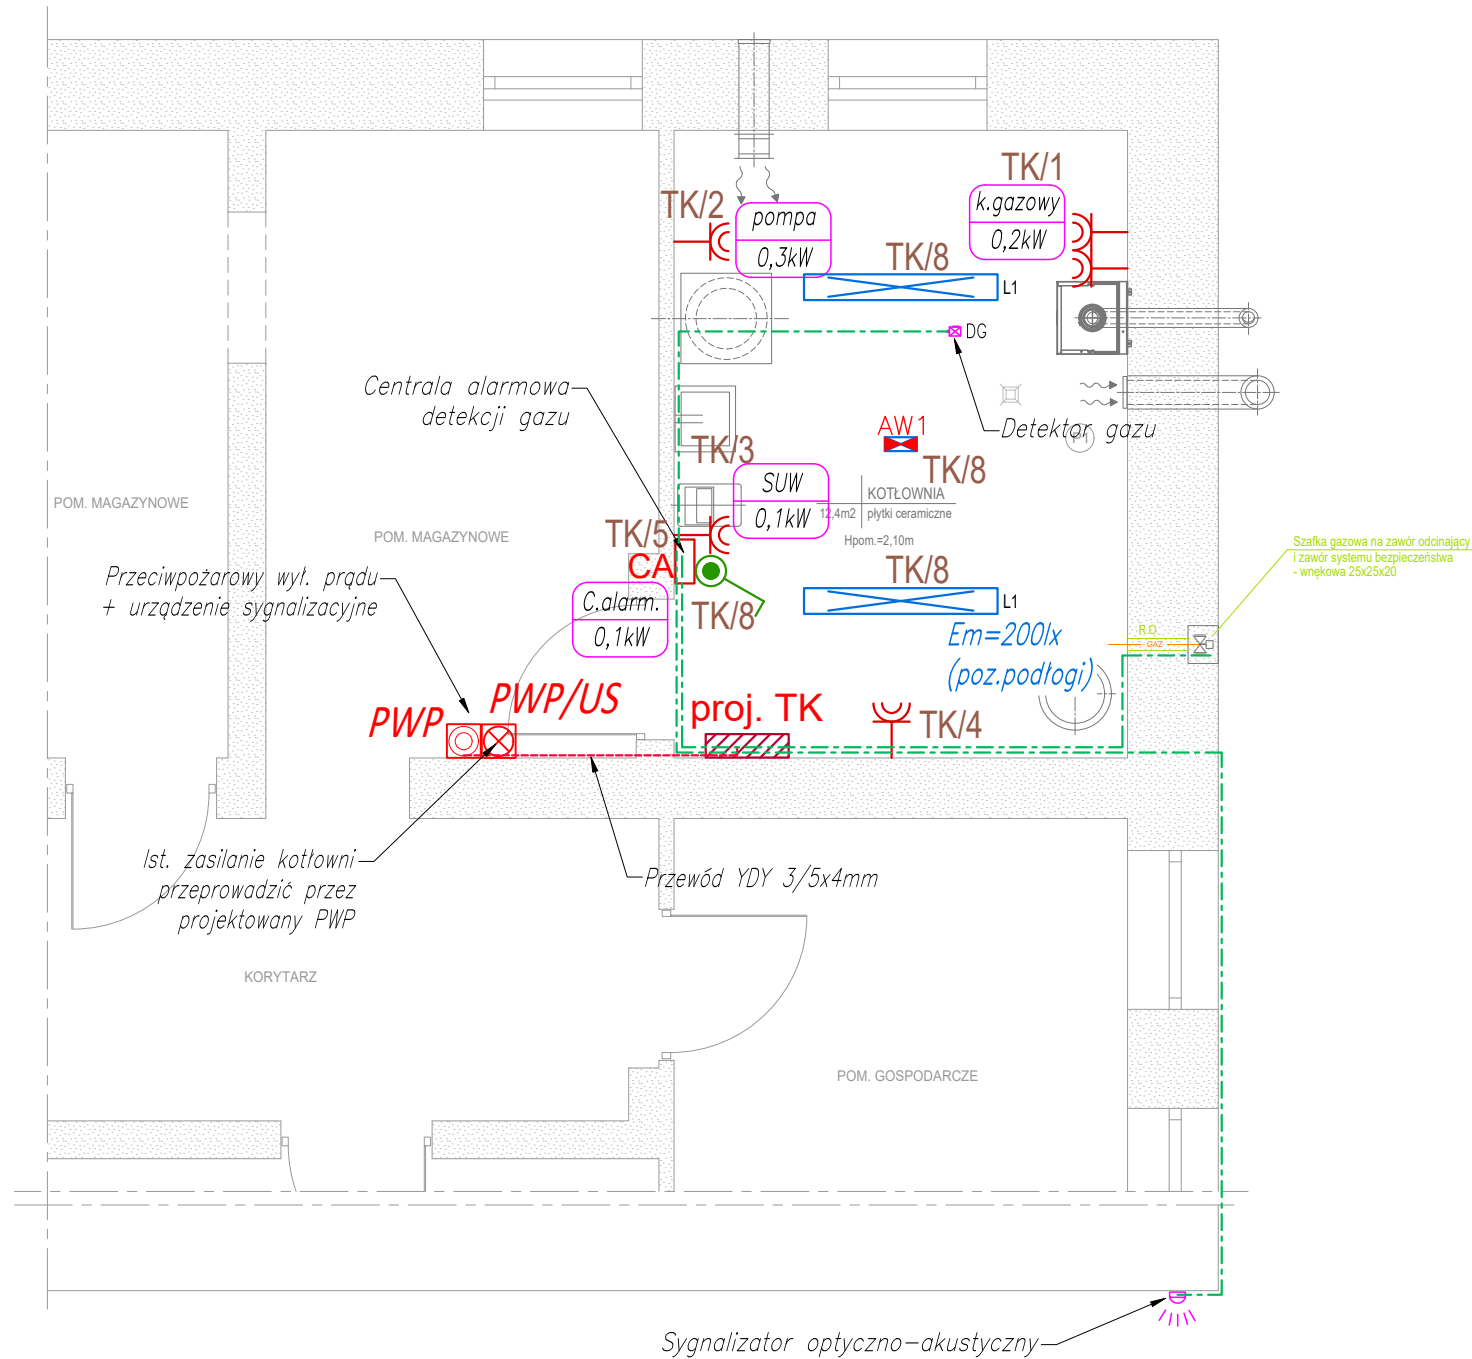 TK/1
k.gazowy
0,2kW
TK/2
pompa
0,3kW
TK/8
L1
DG
Centrala alarmowa
detekcji gazu
Detektor gazu
AW1
TK/8
TK/3
SUW
0,1kW
KOTŁOWNIA
12,4m2
płytki ceramiczne
Hpom.=2,10m
POM. MAGAZYNOWE
POM. MAGAZYNOWE
TK/5
CA
Szafka gazowa na zawór odcinający
i zawór systemu bezpieczeństwa
- wnękowa 25x25x20
Przeciwpożarowy wył. prądu
+ urządzenie sygnalizacyjne
C.alarm.
0,1kW
TK/8
TK/8
L1
Em=200lx
(poz.podłogi)
GAZ
PWP
PWP/US
proj. TK
TK/4
Ist. zasilanie kotłowni
przeprowadzić przez
projektowany PWP
Przewód YDY 3/5x4mm
KORYTARZ
POM. GOSPODARCZE
Sygnalizator optyczno-akustyczny